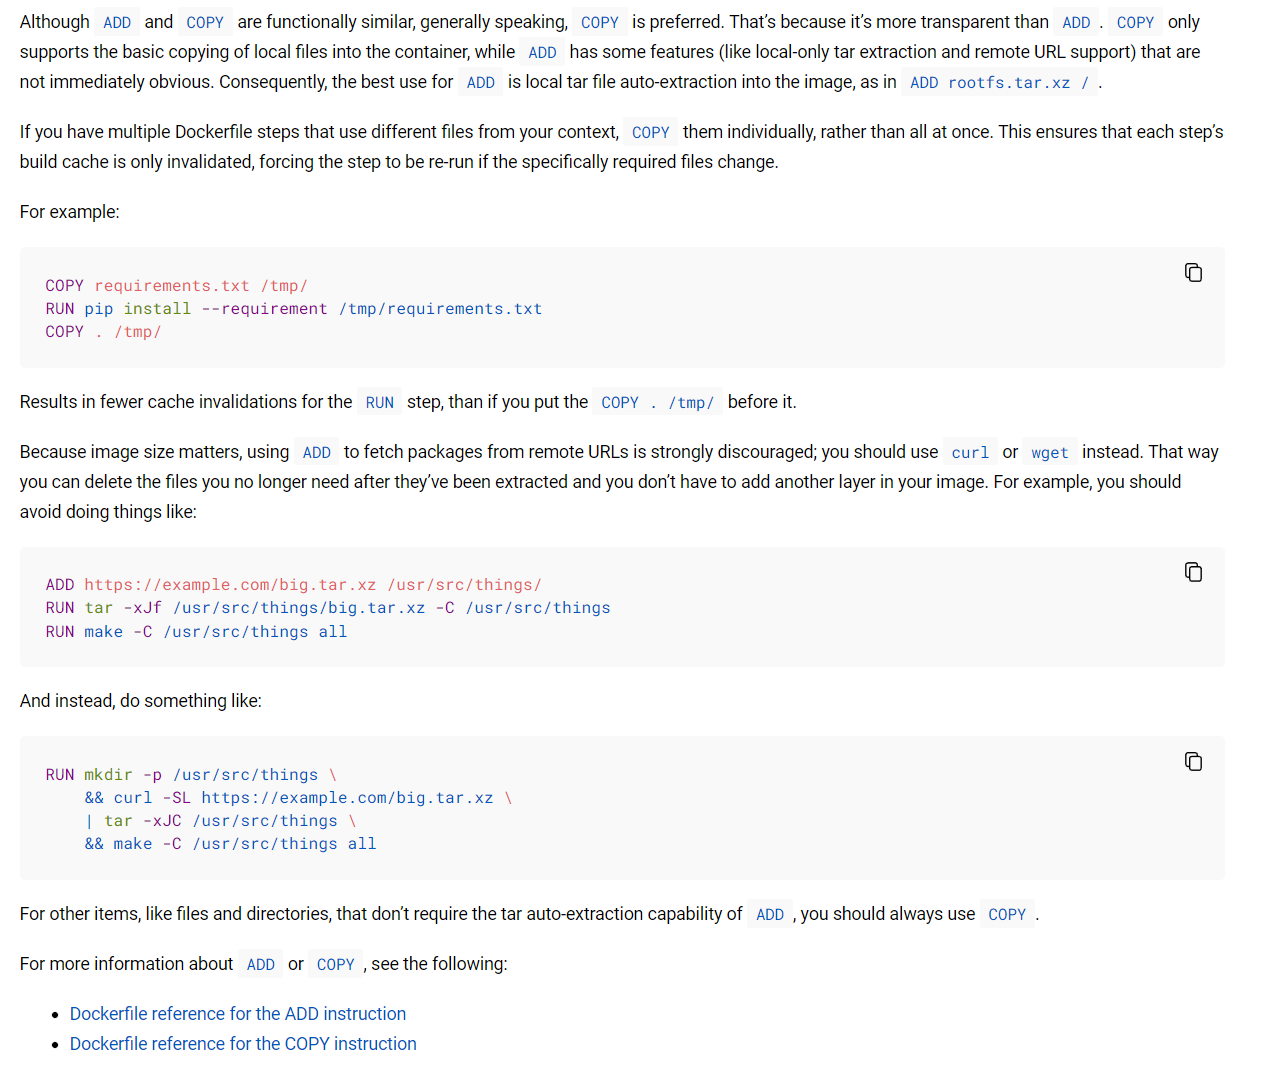 Although ADD and COPY are functionally similar, generally speaking, COPY is preferred. That’s because it’s more transparent than ADD . COPY only
supports the basic copying of local files into the container, while ADD has some features (like local-only tar extraction and remote URL support) that are
not immediately obvious. Consequently, the best use for ADD is local tar file auto-extraction into the image, as in ADD rootfs.tar.xz / .
If you have multiple Dockerfile steps that use different files from your context, COPY them individually, rather than all at once. This ensures that each step’s
build cache is only invalidated, forcing the step to be re-run if the specifically required files change.
For example:
COPY requirements.txt /tmp/
RUN pip install --requirement /tmp/requirements.txt
COPY . /tmp/
Results in fewer cache invalidations for the RUN step, than if you put the COPY . /tmp/ before it.
Because image size matters, using ADD to fetch packages from remote URLs is strongly discouraged; you should use curl or wget instead. That way
you can delete the files you no longer need after they’ve been extracted and you don’t have to add another layer in your image. For example, you should
avoid doing things like:
ADD https://example.com/big.tar.xz /usr/src/things/
RUN tar -xJf /usr/src/things/big.tar.xz -C /usr/src/things
RUN make -C /usr/src/things all
And instead, do something like:
RUN mkdir -p /usr/src/things \
    && curl -SL https://example.com/big.tar.xz \
    | tar -xJC /usr/src/things \
    && make -C /usr/src/things all
For other items, like files and directories, that don’t require the tar auto-extraction capability of ADD , you should always use COPY .
For more information about ADD or COPY , see the following:
• Dockerfile reference for the ADD instruction
• Dockerfile reference for the COPY instruction